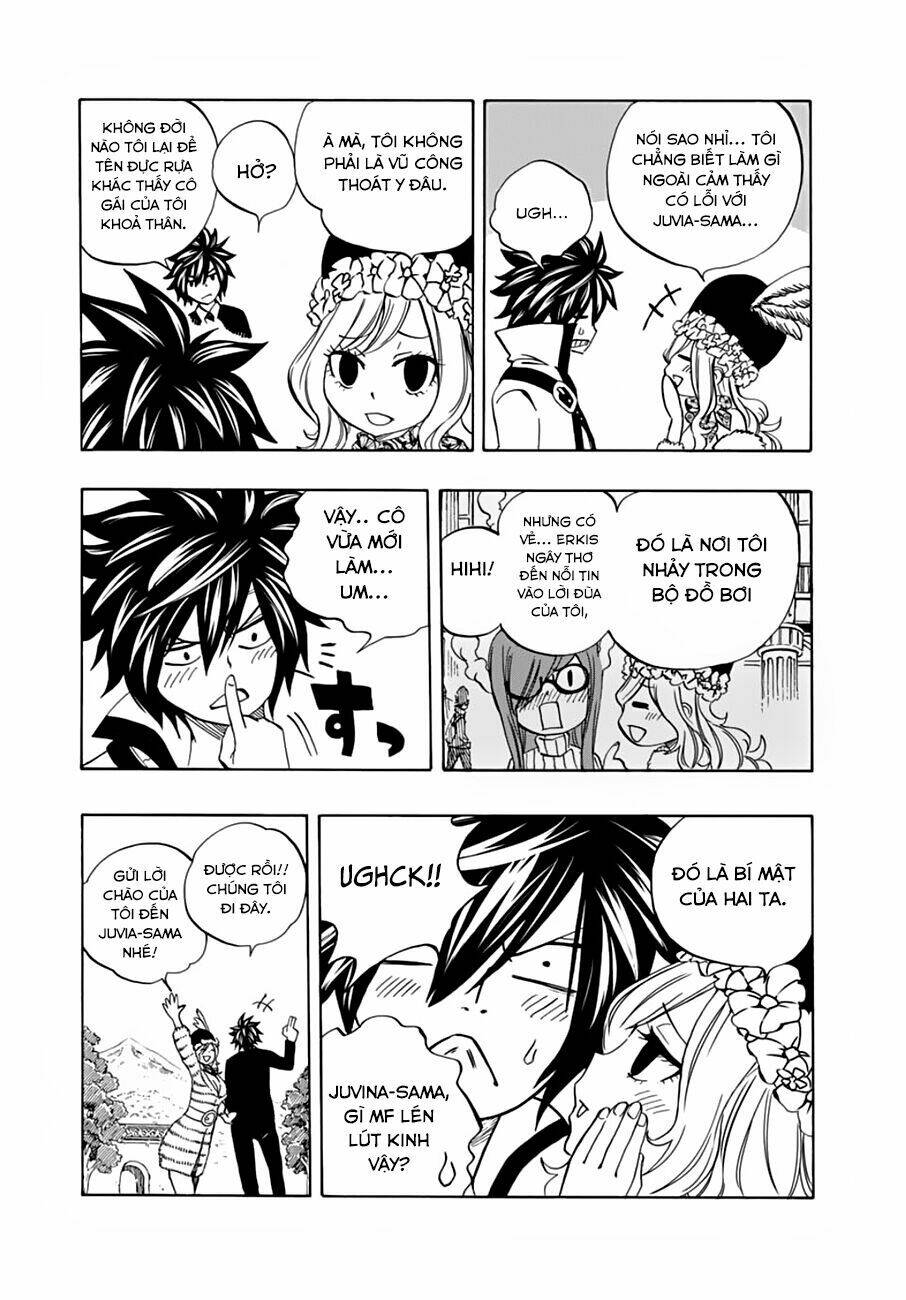 NÓI SAO NHỈ... TÔI
CHẲNG BIẾT LÀM GÌ
NGOÀI CẢM THẤY
CÓ LỖI VỚI
JUVIA-SAMA...
UGH...
À MÀ, TÔI KHÔNG
PHẢI LÀ VŨ CÔNG
THOÁT Y ĐÂU.
HỞ?
KHÔNG ĐỜI
NÀO TÔI LẠI ĐỂ
TÊN ĐỰC RỰA
KHÁC THẤY CÔ
GÁI CỦA TÔI
KHOẢ THÂN.
ĐÓ LÀ NƠI TÔI
NHẢY TRONG
BỘ ĐỒ BƠI
NHƯNG CÓ
VẺ... ERKIS
NGÂY THƠ
ĐẾN NỖI TIN
VÀO LỜI ĐÙA
CỦA TÔI,
HIHI!
VẬY.. CÔ
VỪA MỚI
LÀM...
UM...
すっ
ĐÓ LÀ BÍ MẬT
CỦA HAI TA.
UGHCK!!
JUVINA-SAMA,
GÌ MF LÉN
LÚT KINH
VẬY?
ĐƯỢC RỒI!!
CHÚNG TÔI
ĐI ĐÂY.
GỬI LỜI
CHÀO CỦA
TÔI ĐẾN
JUVIA-SAMA
NHÉ!